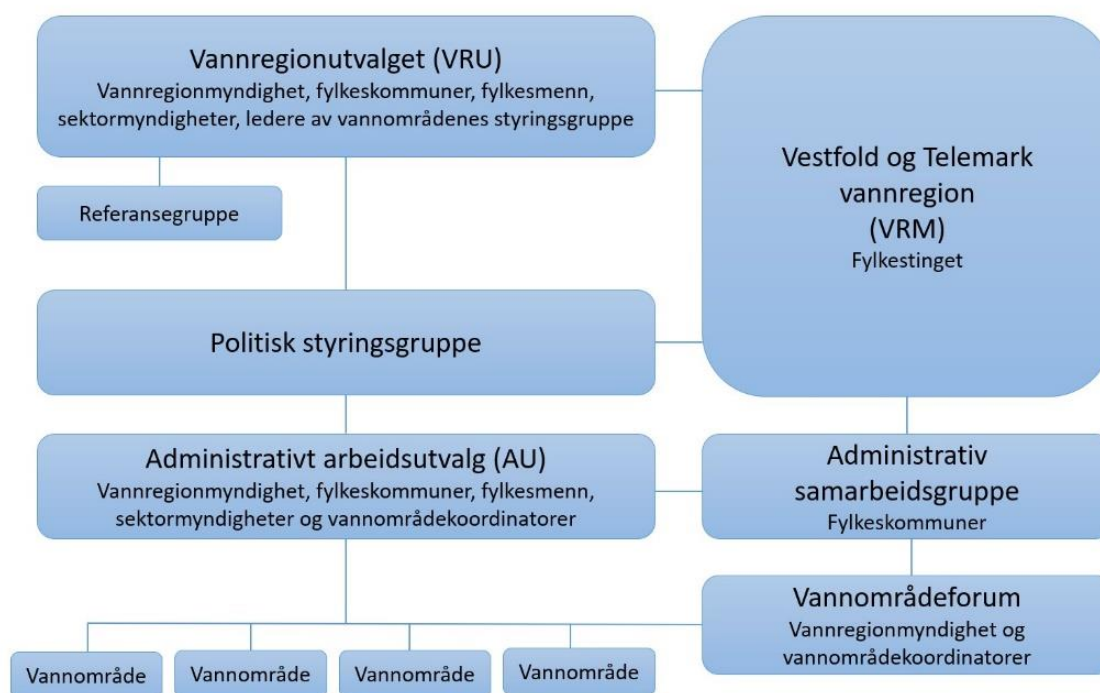 Vannregionutvalget (VRU)
Vannregionmyndighet, fylkeskommuner, fylkesmenn,
sektormyndigheter, ledere av vannområdenes styringsgruppe
Referansegruppe
Vestfold og Telemark
vannregion
(VRM)
Fylkestinget
Politisk styringsgruppe
Administrativt arbeidsutvalg (AU)
Vannregionmyndighet, fylkeskommuner, fylkesmenn,
sektormyndigheter og vannområdekoordinatorer
Administrativ
samarbeidsgruppe
Fylkeskommuner
Vannområdeforum
Vannregionmyndighet og
vannområdekoordinatorer
Vannområde
Vannområde
Vannområde
Vannområde